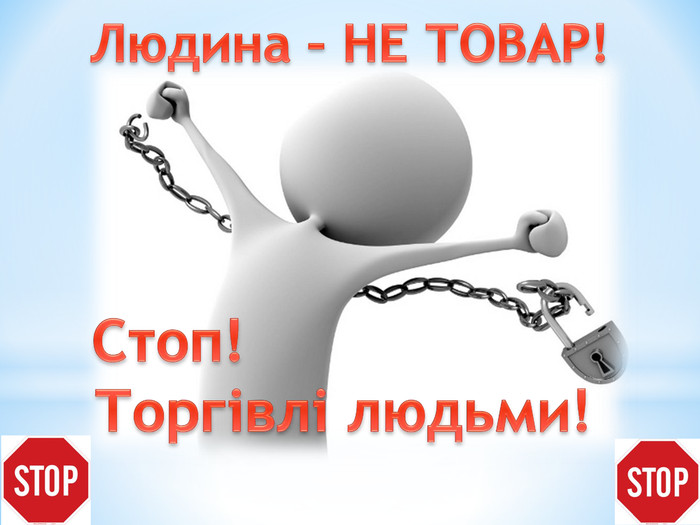 Людина – НЕ ТОВАР!
Стоп!
Торгівлі людьми!
STOP
STOP